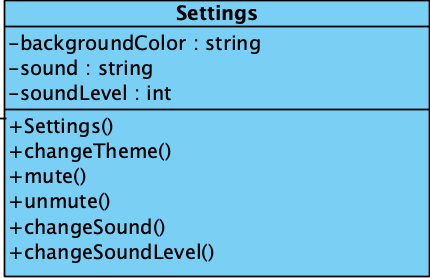 Settings
-backgroundColor : string
-sound : string
-soundLevel : int
+Settings()
+changeTheme()
+mute()
+unmute()
+changeSound()
+changeSoundLevel()